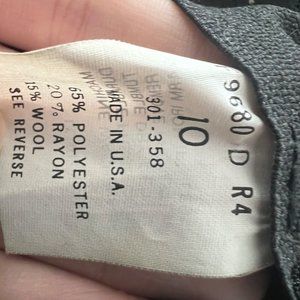 9680 D R4
10
301-358
MADE IN U.S.A.
65% POLYESTER
20% RAYON
15% WOOL
SEE REVERSE